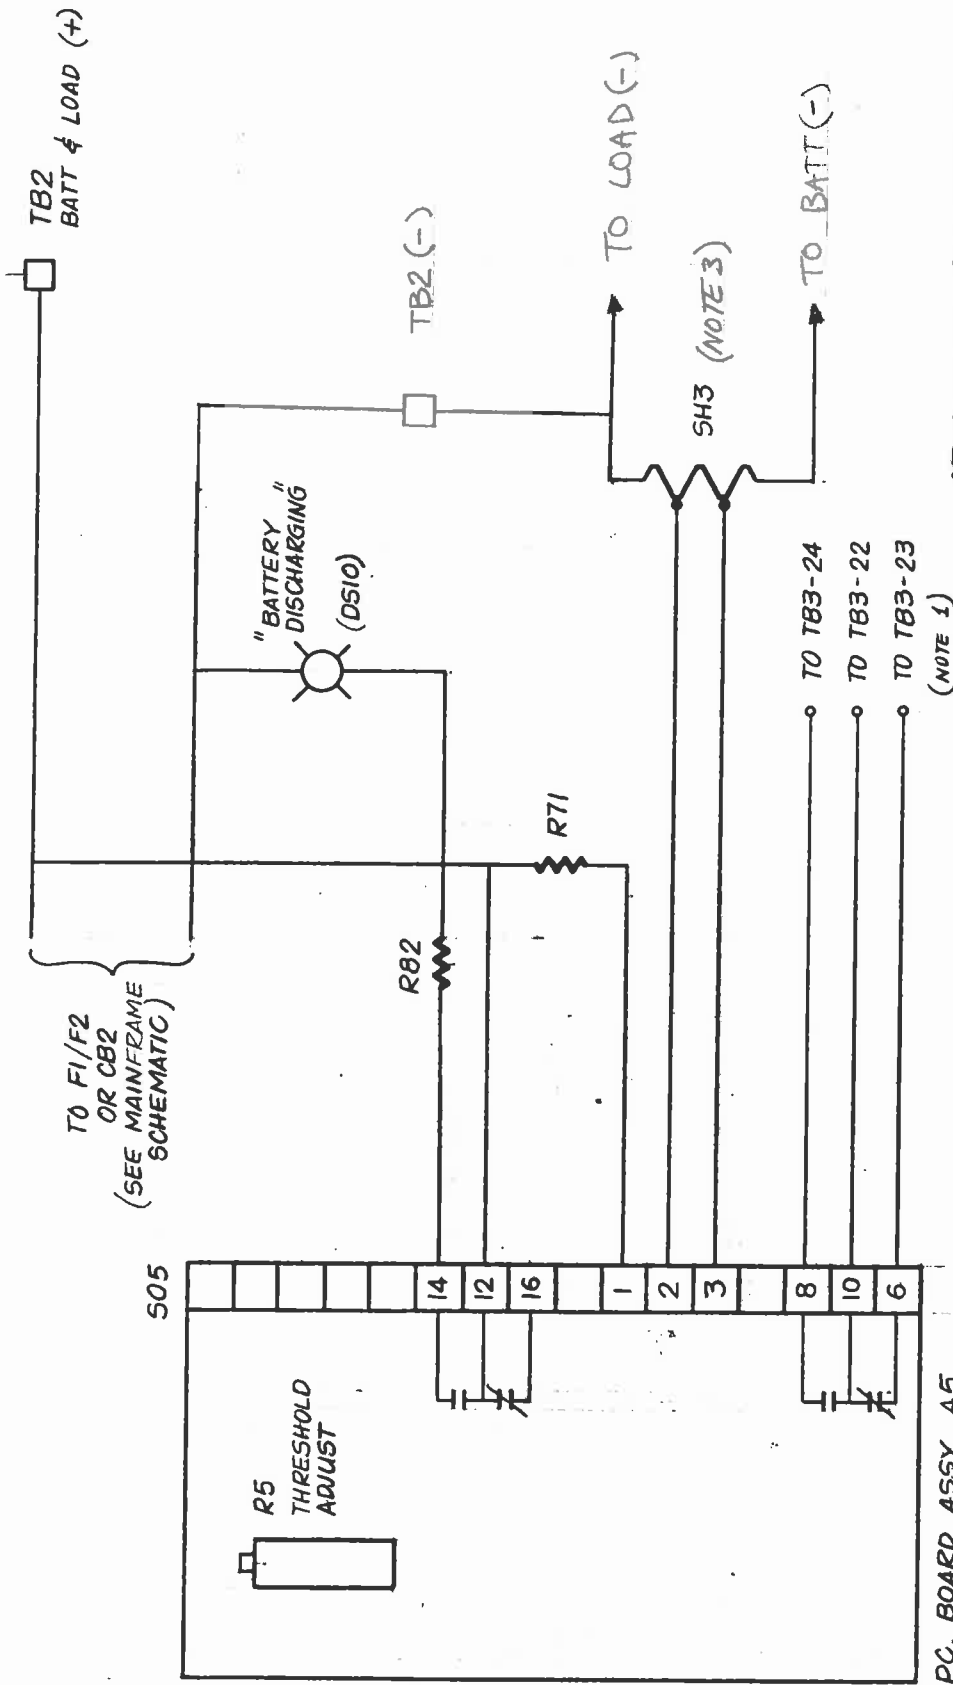 TB2
BATT & LOAD (+)
TO F1/F2
OR CB2
(SEE MAINFRAME
SCHEMATIC)
"BATTERY
DISCHARGING"
(DS10)
TB2 (-)
TO LOAD (-)
SH3 (NOTE 3)
TO BATT (-)
R82
R71
S05
14
12
16
1
2
3
8
10
6
TO TB3-24
TO TB3-22
TO TB3-23
(NOTE 1)
R5
THRESHOLD
ADJUST
P.C. BOARD ASSY A5